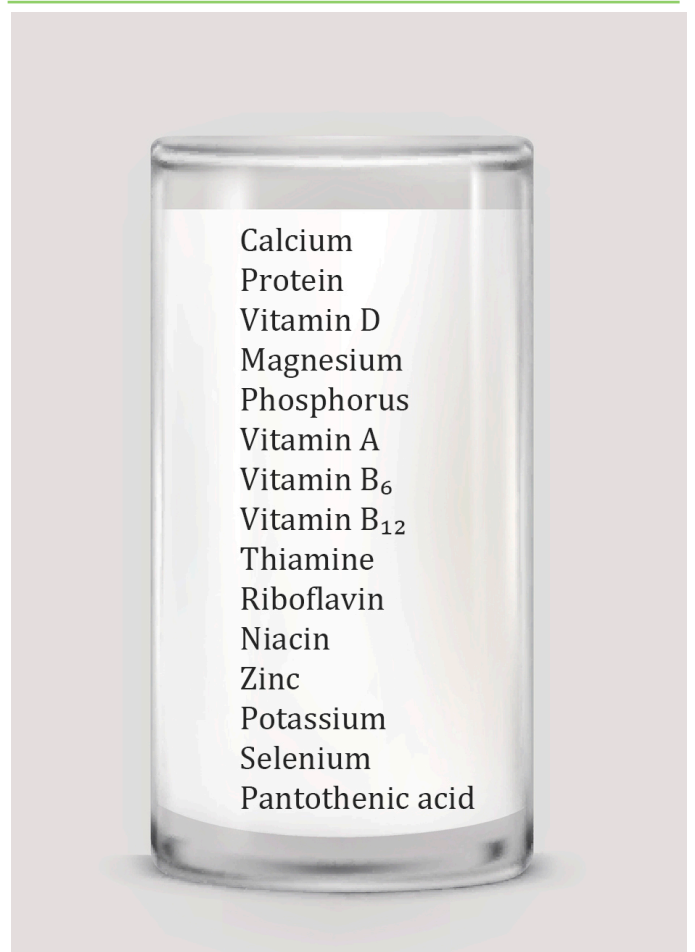 Calcium
Protein
Vitamin D
Magnesium
Phosphorus
Vitamin A
Vitamin B₆
Vitamin B₁₂
Thiamine
Riboflavin
Niacin
Zinc
Potassium
Selenium
Pantothenic acid